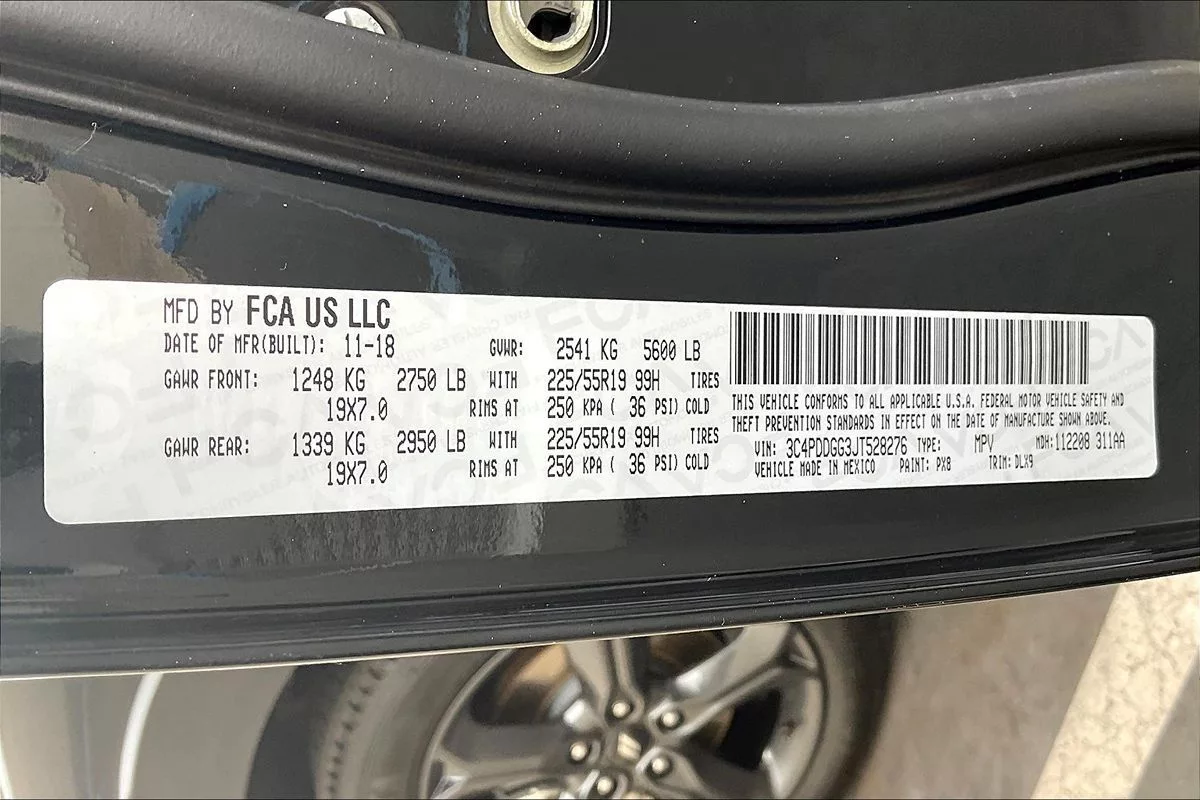 MFD BY FCA US LLC
DATE OF MFR(BUILT): 11-18 GVWR: 2541 KG 5600 LB
GAWR FRONT: 1248 KG 2750 LB WITH 225/55R19 99H TIRES
19X7.0 RIMS AT 250 KPA ( 36 PSI) COLD
GAWR REAR: 1339 KG 2950 LB WITH 225/55R19 99H TIRES
19X7.0 RIMS AT 250 KPA ( 36 PSI) COLD
THIS VEHICLE CONFORMS TO ALL APPLICABLE U.S.A. FEDERAL MOTOR VEHICLE SAFETY AND
THEFT PREVENTION STANDARDS IN EFFECT ON THE DATE OF MANUFACTURE SHOWN ABOVE.
VIN: 3C4PDDGG3JT528276 TYPE: MPV MDH: 112208 311AA
VEHICLE MADE IN MEXICO PAINT: PX8 TRIM: DLX9